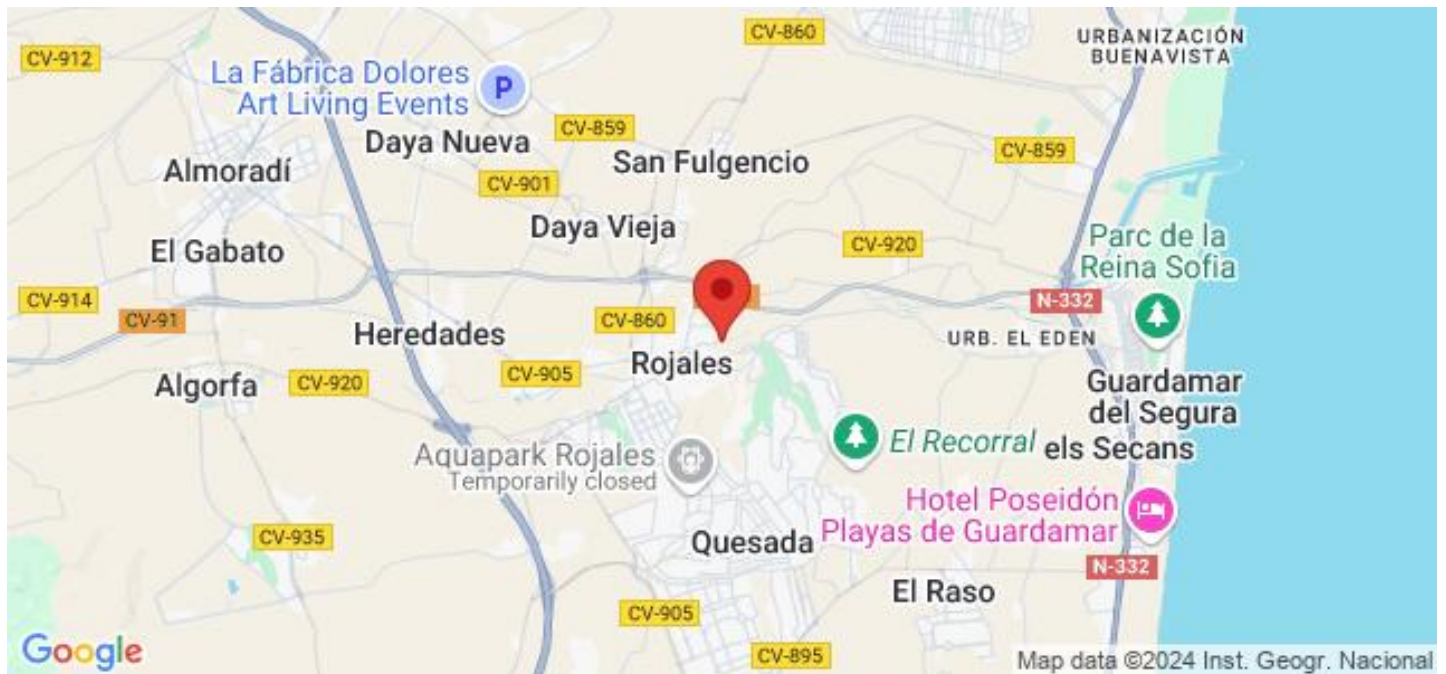 CV-860
URBANIZACIÓN
BUENAVISTA
CV-912
La Fábrica Dolores
Art Living Events
P
Daya Nueva
CV-859
CV-859
San Fulgencio
Almoradí
CV-901
Daya Vieja
El Gabato
CV-920
Parc de la
Reina Sofia
CV-914
CV-91
CV-860
N-332
Heredades
URB. EL EDEN
Rojales
CV-905
Algorfa
CV-920
Guardamar
del Segura
El Recorral
els Secans
Aquapark Rojales
Temporarily closed
Hotel Poseidón
Playas de Guardamar
CV-935
Quesada
N-332
El Raso
CV-905
Google
CV-895
Map data ©2024 Inst. Geogr. Nacional